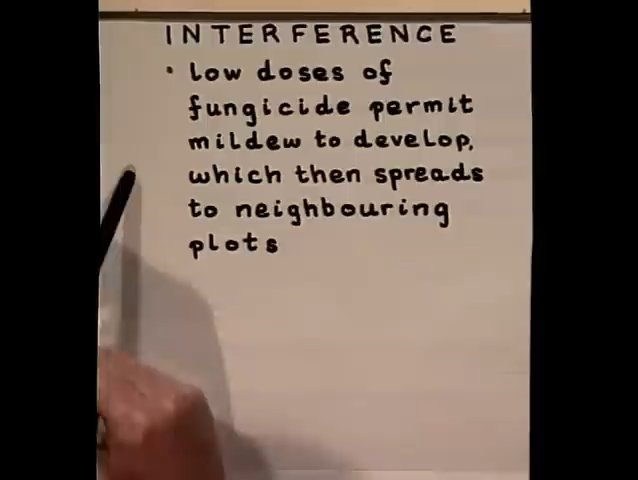 INTERFERENCE
• Low doses of
fungicide permit
mildew to develop,
which then spreads
to neighbouring
plots